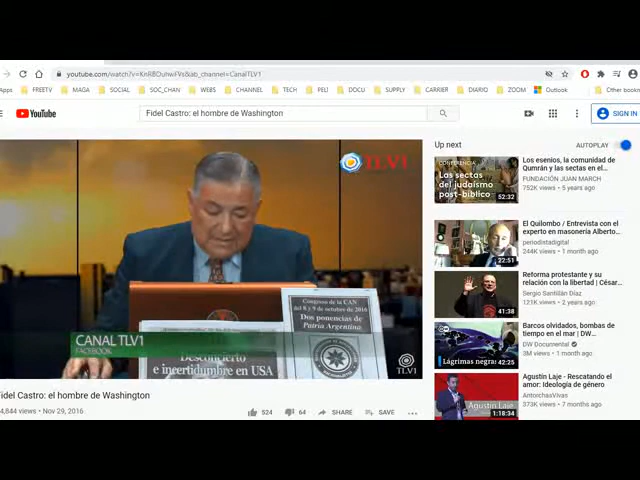 youtube.com/watch?v=KnRBDuhwFVs&ab_channel=CanalTLV1
Apps FREETV MAGA SOCIAL SOC_CHAN WEBS CHANNEL TECH PELI DOCU SUPPLY CARRIER DIARIO ZOOM Outlook Other bookm
YouTube
Fidel Castro: el hombre de Washington
SIGN IN
TLV1
CANAL TLV1
FACEBOOK
Desconcierto
e incertidumbre en USA
Congreso de la CAN
del 8 y 9 de octubre de 2016
Dos ponencias de
Patria Argentina
TLV1
Fidel Castro: el hombre de Washington
4,844 views • Nov 29, 2016
524 64 SHARE SAVE ...
Up next
AUTOPLAY
CONFERENCIA
Las sectas
del judaísmo
post-bíblico
52:32
Los esenios, la comunidad de
Qumrán y las sectas en el...
FUNDACIÓN JUAN MARCH
752K views • 5 years ago
22:51
El Quilombo / Entrevista con el
experto en masonería Alberto...
periodistadigital
244K views • 1 month ago
41:38
Reforma protestante y su
relación con la libertad | César...
Sergio Santillán Díaz
121K views • 2 years ago
DW
Lágrimas negras
42:25
Barcos olvidados, bombas de
tiempo en el mar | DW...
DW Documental
3M views • 1 month ago
Agustín Laje
1:18:34
Agustín Laje - Rescatando el
amor: Ideología de género
AntorchasVivas
373K views • 7 months ago